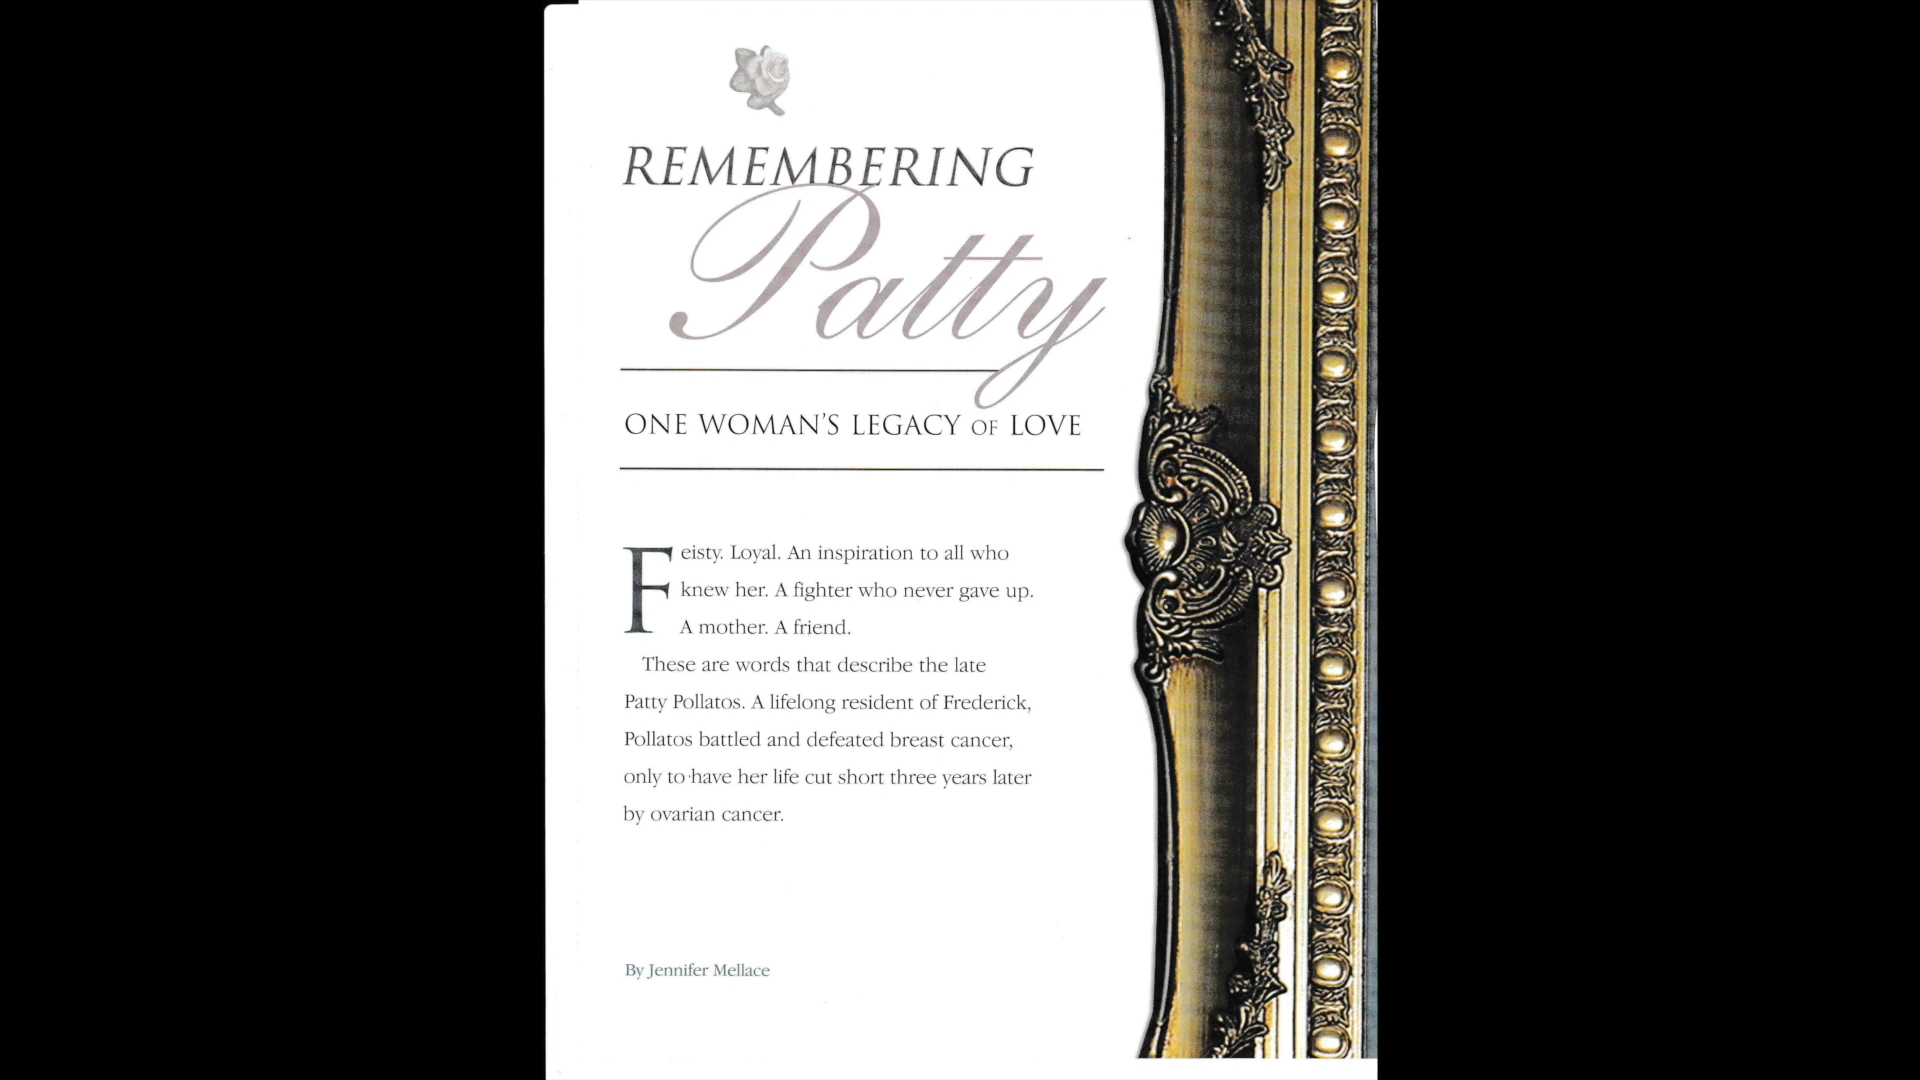 REMEMBERING
Patty
ONE WOMAN'S LEGACY OF LOVE
Feisty. Loyal. An inspiration to all who
knew her. A fighter who never gave up.
A mother. A friend.
These are words that describe the late
Patty Pollatos. A lifelong resident of Frederick,
Pollatos battled and defeated breast cancer,
only to have her life cut short three years later
by ovarian cancer.
By Jennifer Mellace